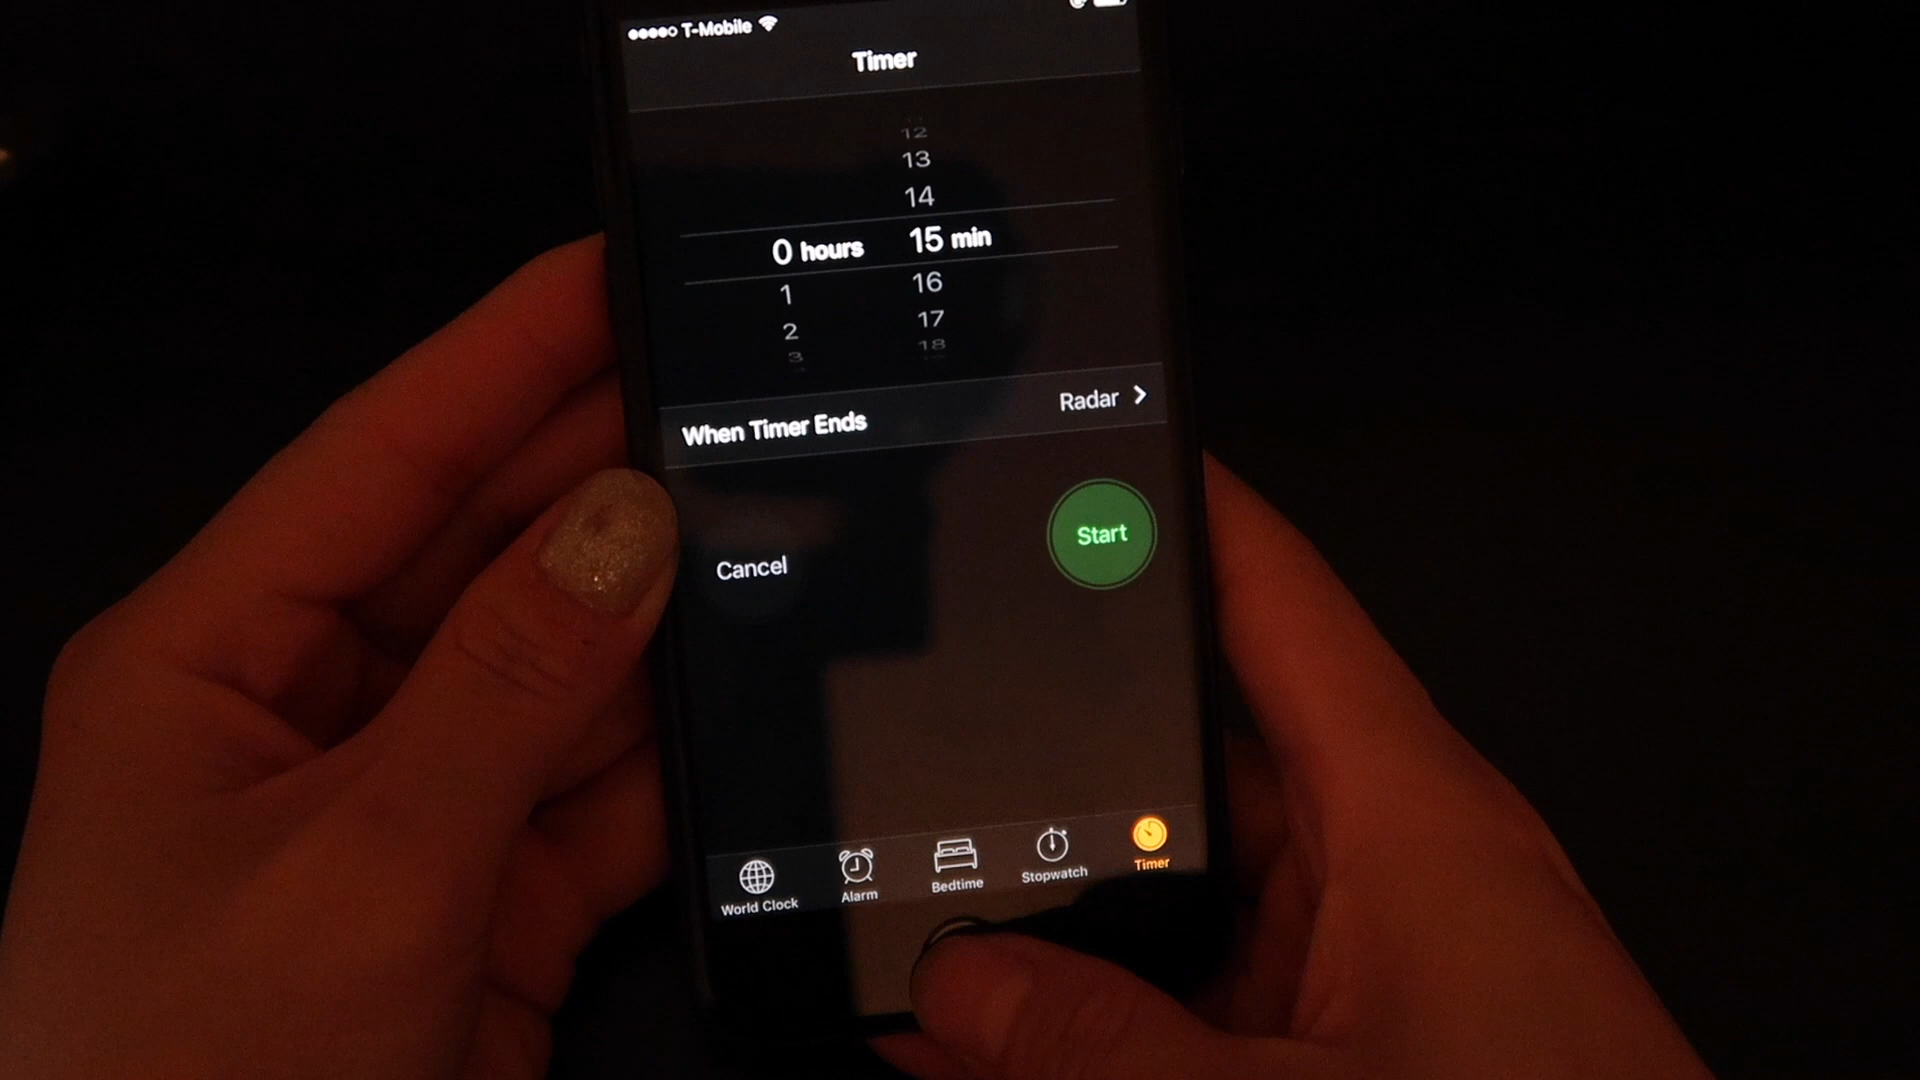 T-Mobile
Timer
12
13
14
0 hours 15 min
1 16
2 17
3 18
When Timer Ends Radar
Cancel Start
World Clock Alarm Bedtime Stopwatch Timer